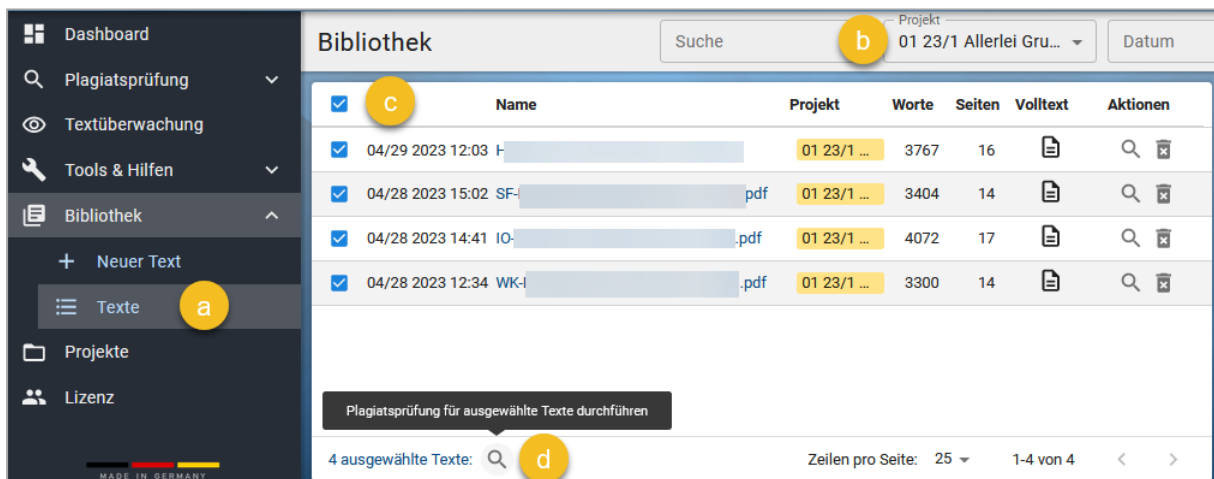 Dashboard
Plagiatsprüfung
Textüberwachung
Tools & Hilfen
Bibliothek
+ Neuer Text
Texte a
Projekte
Lizenz
MADE IN GERMANY
Bibliothek Suche b Projekt 01 23/1 Allerlei Gru... Datum
c Name Projekt Worte Seiten Volltext Aktionen
04/29 2023 12:03 H 01 23/1 ... 3767 16
04/28 2023 15:02 SF- pdf 01 23/1 ... 3404 14
04/28 2023 14:41 IO- .pdf 01 23/1 ... 4072 17
04/28 2023 12:34 WK- .pdf 01 23/1 ... 3300 14
Plagiatsprüfung für ausgewählte Texte durchführen
4 ausgewählte Texte: d Zeilen pro Seite: 25 1-4 von 4 < >